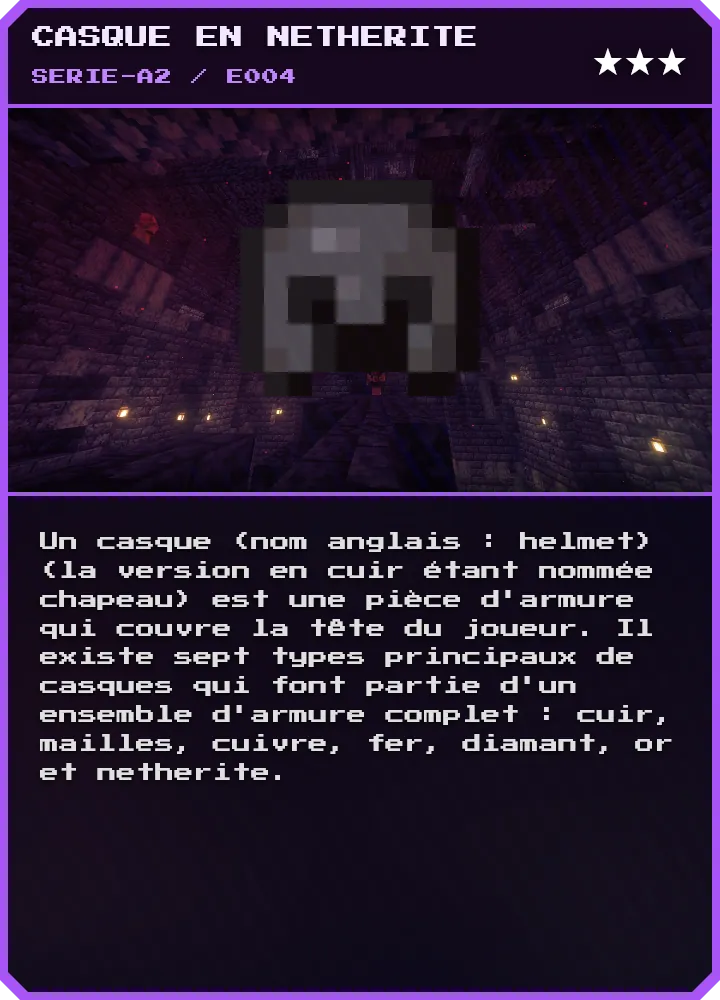 CASQUE EN NETHERITE
SERIE-A2 / E004
★★★
Un casque (nom anglais : helmet)
(la version en cuir étant nommée
chapeau) est une pièce d'armure
qui couvre la tête du joueur. Il
existe sept types principaux de
casques qui font partie d'un
ensemble d'armure complet : cuir,
mailles, cuivre, fer, diamant, or
et netherite.